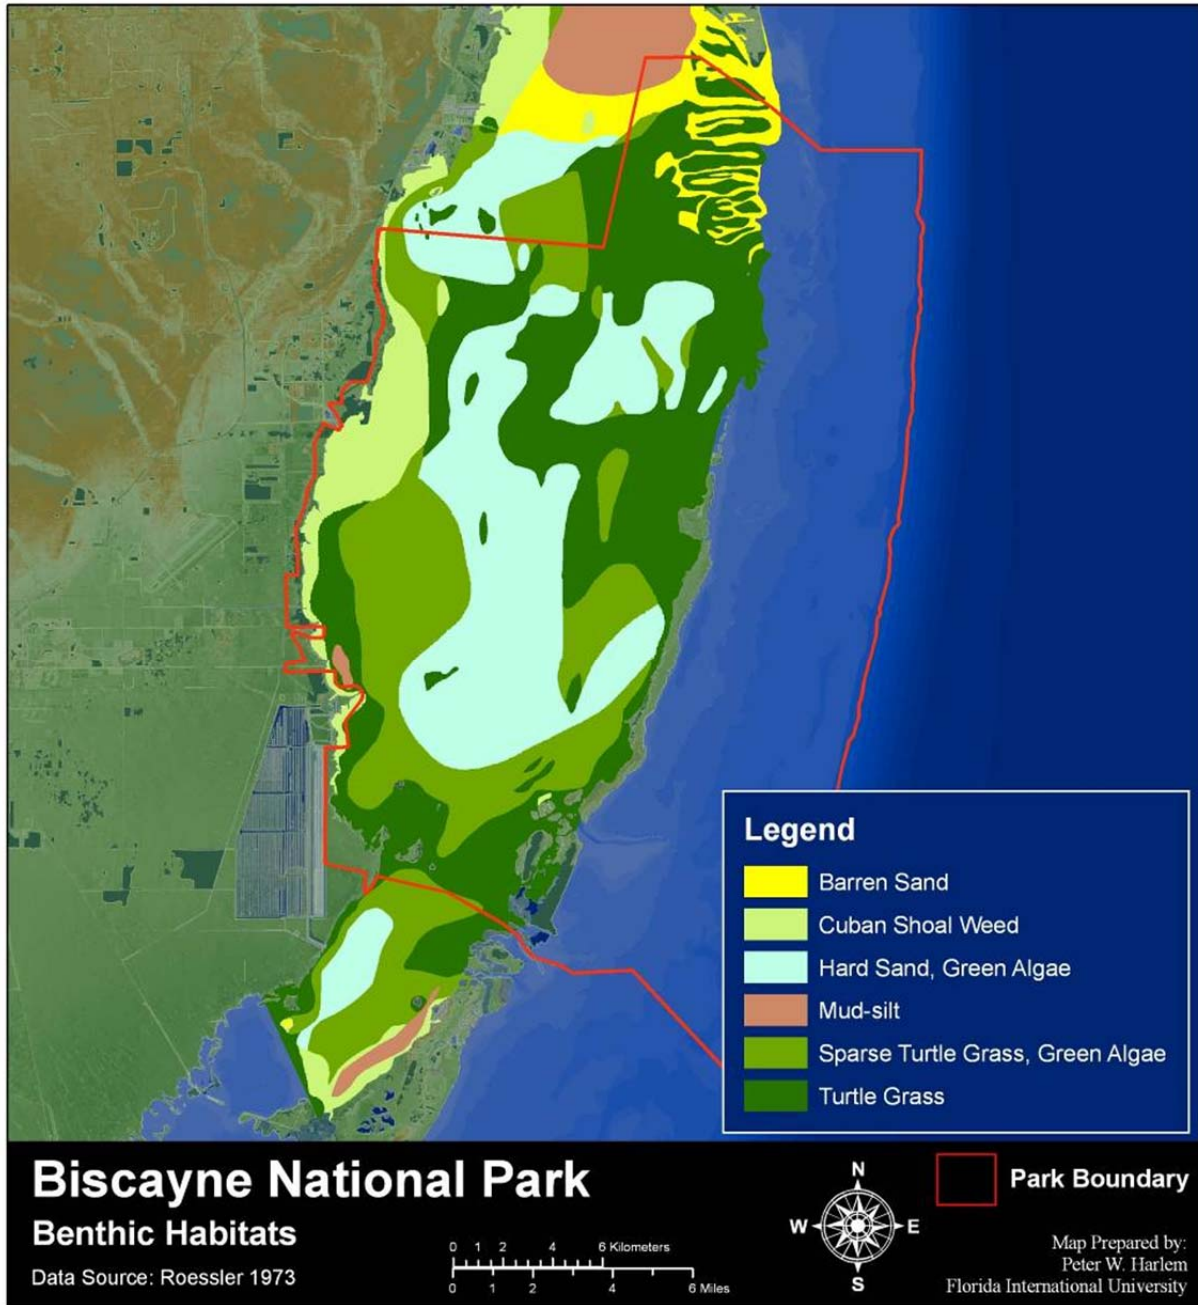 Legend
Barren Sand
Cuban Shoal Weed
Hard Sand, Green Algae
Mud-silt
Sparse Turtle Grass, Green Algae
Turtle Grass
Biscayne National Park
Benthic Habitats
Data Source: Roessler 1973
0 1 2 4 6 Kilometers
0 1 2 4 6 Miles
N
W E
S
Park Boundary
Map Prepared by:
Peter W. Harlem
Florida International University